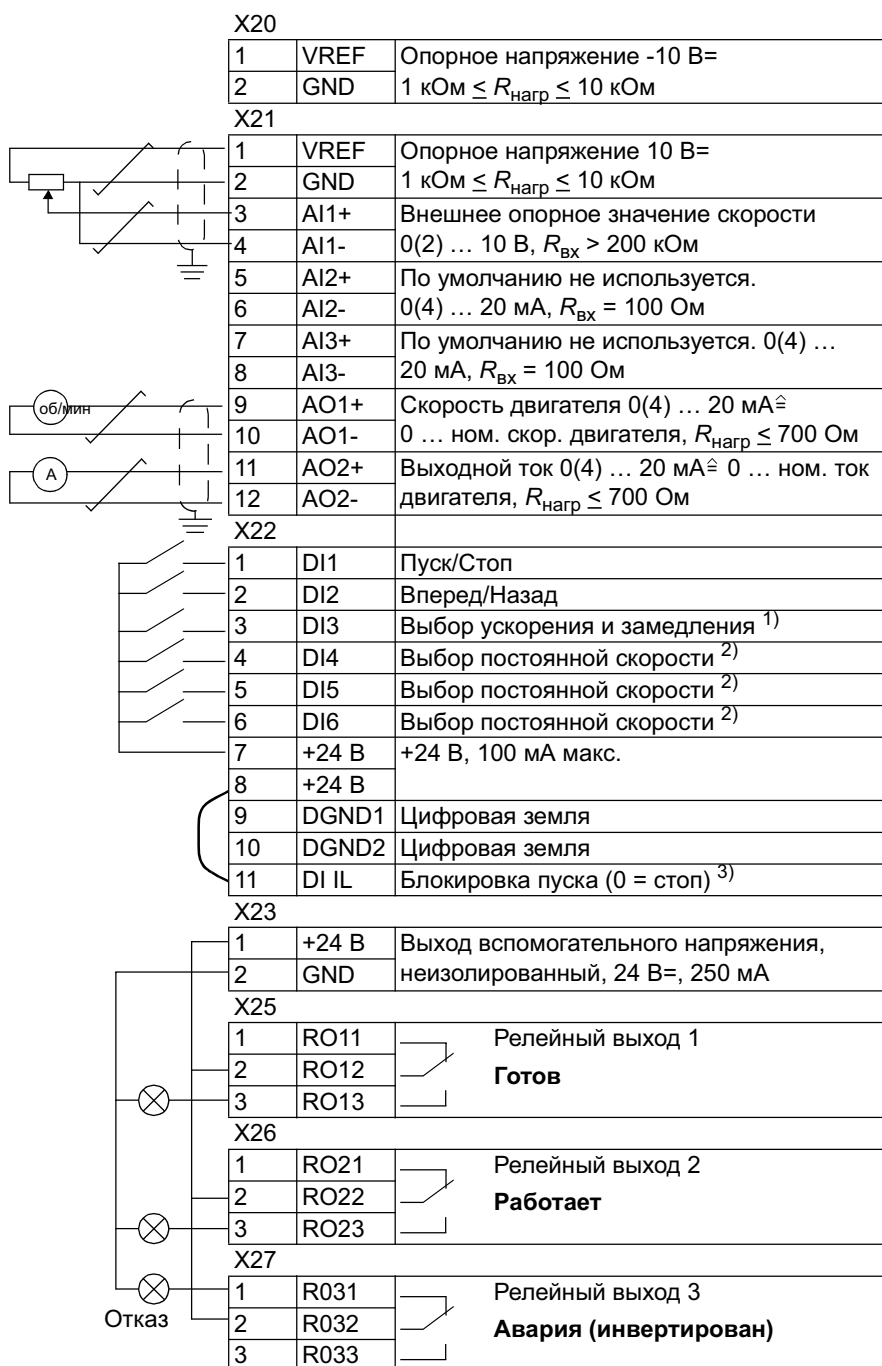 X20
1 VREF Опорное напряжение -10 В=
2 GND 1 кОм ≤ Rнагр ≤ 10 кОм
X21
1 VREF Опорное напряжение 10 В=
2 GND 1 кОм ≤ Rнагр ≤ 10 кОм
3 AI1+ Внешнее опорное значение скорости
4 AI1- 0(2) … 10 В, Rвх > 200 кОм
5 AI2+ По умолчанию не используется.
6 AI2- 0(4) … 20 мА, Rвх = 100 Ом
7 AI3+ По умолчанию не используется. 0(4) …
8 AI3- 20 мА, Rвх = 100 Ом
об/мин 9 AO1+ Скорость двигателя 0(4) … 20 мА≙
10 AO1- 0 … ном. скор. двигателя, Rнагр ≤ 700 Ом
A 11 AO2+ Выходной ток 0(4) … 20 мА≙ 0 … ном. ток
12 AO2- двигателя, Rнагр ≤ 700 Ом
X22
1 DI1 Пуск/Стоп
2 DI2 Вперед/Назад
3 DI3 Выбор ускорения и замедления 1)
4 DI4 Выбор постоянной скорости 2)
5 DI5 Выбор постоянной скорости 2)
6 DI6 Выбор постоянной скорости 2)
7 +24 В +24 В, 100 мА макс.
8 +24 В
9 DGND1 Цифровая земля
10 DGND2 Цифровая земля
11 DI IL Блокировка пуска (0 = стоп) 3)
X23
1 +24 В Выход вспомогательного напряжения,
2 GND неизолированный, 24 В=, 250 мА
X25
1 RO11 Релейный выход 1
2 RO12 Готов
3 RO13
X26
1 RO21 Релейный выход 2
2 RO22 Работает
3 RO23
X27
1 R031 Релейный выход 3
Отказ 2 R032 Авария (инвертирован)
3 R033